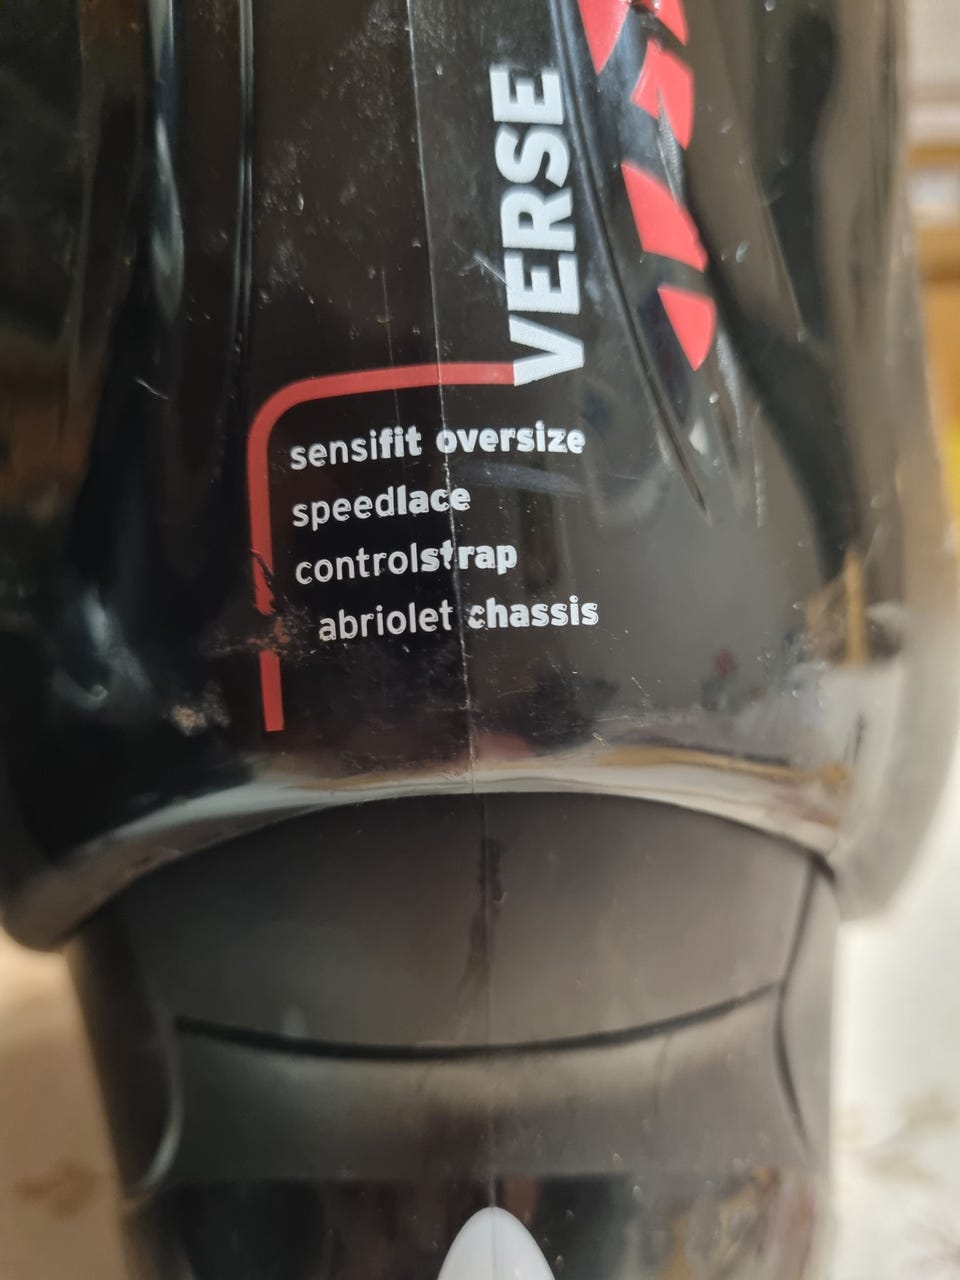 VERSE
sensifit oversize
speedlace
controlstrap
abriolet chassis